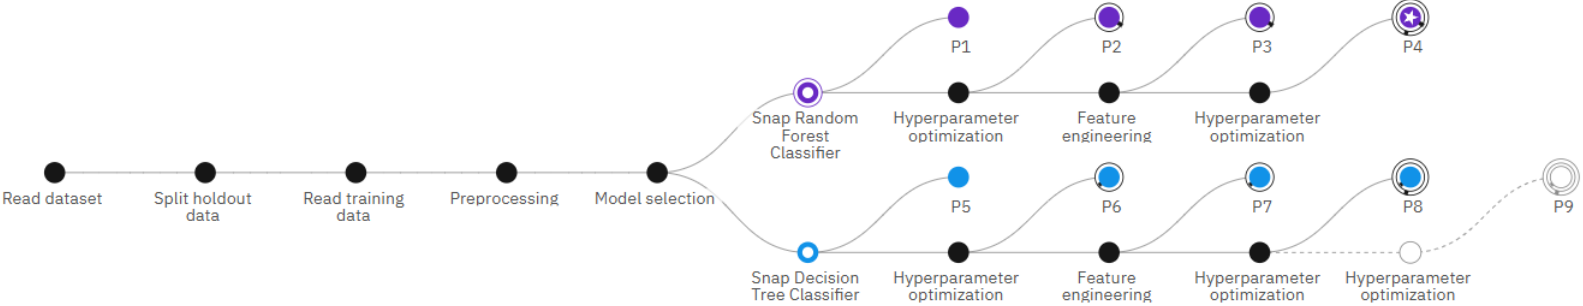 P1
P2
P3
P4
Snap Random
Forest
Classifier
Hyperparameter
optimization
Feature
engineering
Hyperparameter
optimization
Read dataset
Split holdout
data
Read training
data
Preprocessing
Model selection
P5
P6
P7
P8
P9
Snap Decision
Tree Classifier
Hyperparameter
optimization
Feature
engineering
Hyperparameter
optimization
Hyperparameter
optimization